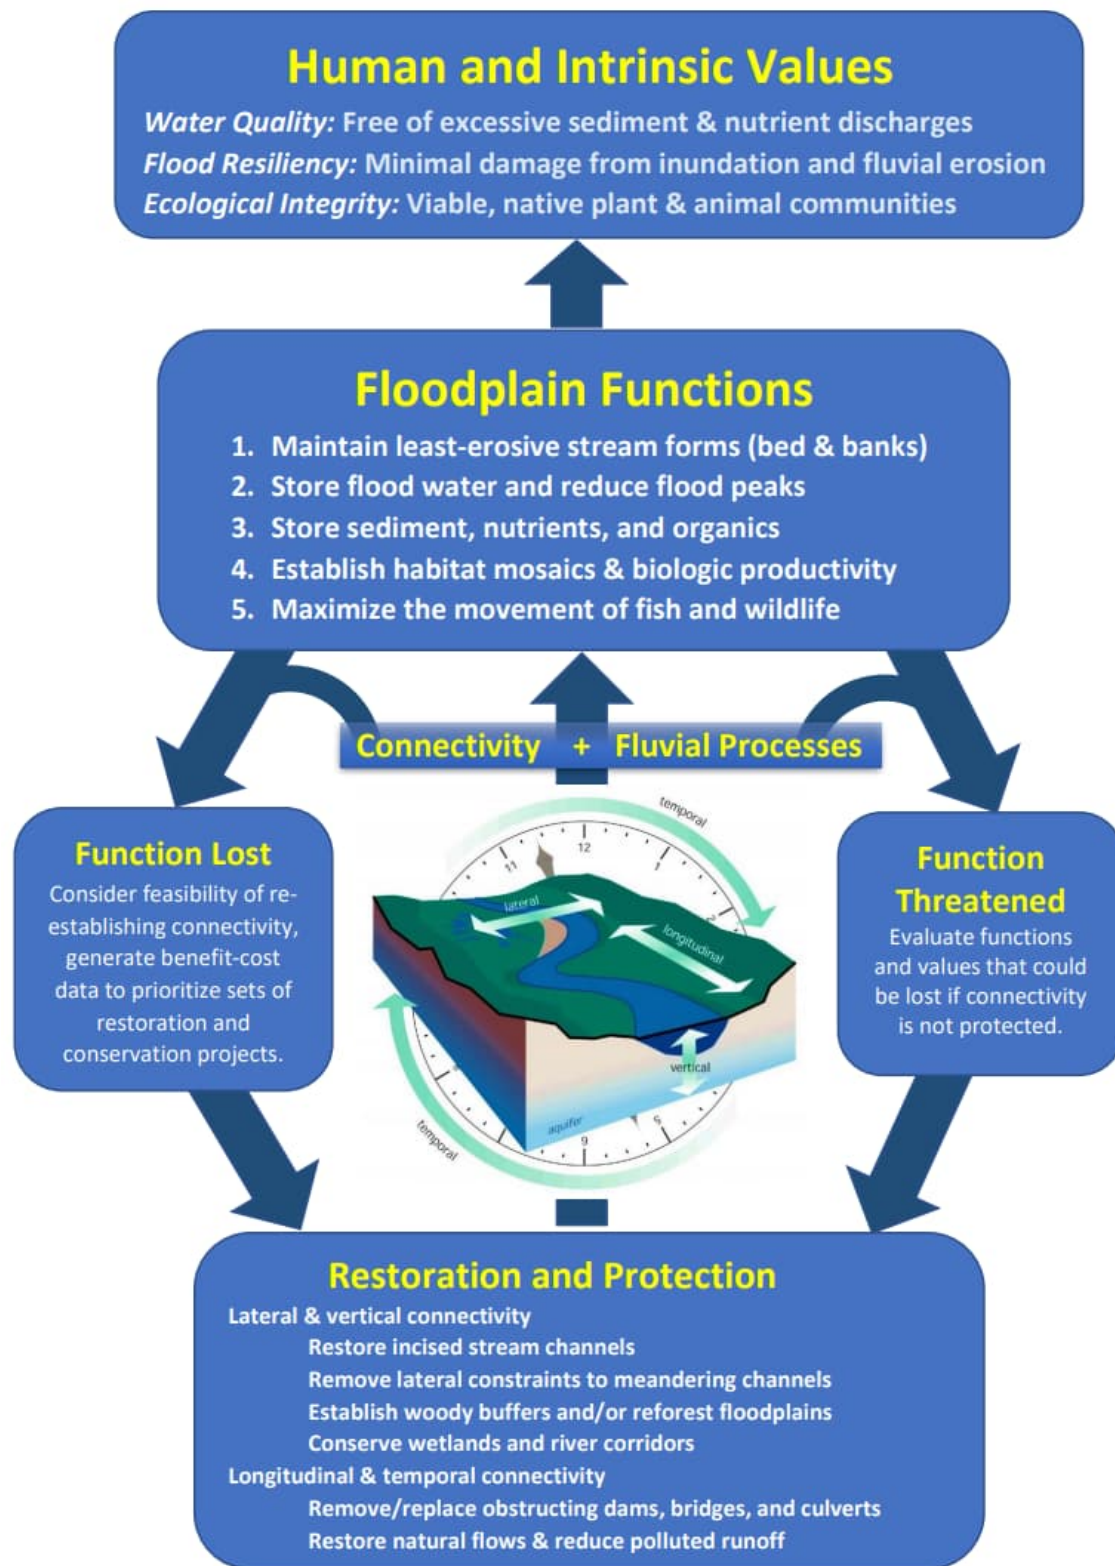 Human and Intrinsic Values
Water Quality: Free of excessive sediment & nutrient discharges
Flood Resiliency: Minimal damage from inundation and fluvial erosion
Ecological Integrity: Viable, native plant & animal communities
Floodplain Functions
1. Maintain least-erosive stream forms (bed & banks)
2. Store flood water and reduce flood peaks
3. Store sediment, nutrients, and organics
4. Establish habitat mosaics & biologic productivity
5. Maximize the movement of fish and wildlife
Connectivity + Fluvial Processes
Function Lost
Consider feasibility of re-
establishing connectivity,
generate benefit-cost
data to prioritize sets of
restoration and
conservation projects.
temporal
12
11
1
2
lateral
longitudinal
vertical
aquifer
5
6
temporal
Function
Threatened
Evaluate functions
and values that could
be lost if connectivity
is not protected.
Restoration and Protection
Lateral & vertical connectivity
Restore incised stream channels
Remove lateral constraints to meandering channels
Establish woody buffers and/or reforest floodplains
Conserve wetlands and river corridors
Longitudinal & temporal connectivity
Remove/replace obstructing dams, bridges, and culverts
Restore natural flows & reduce polluted runoff